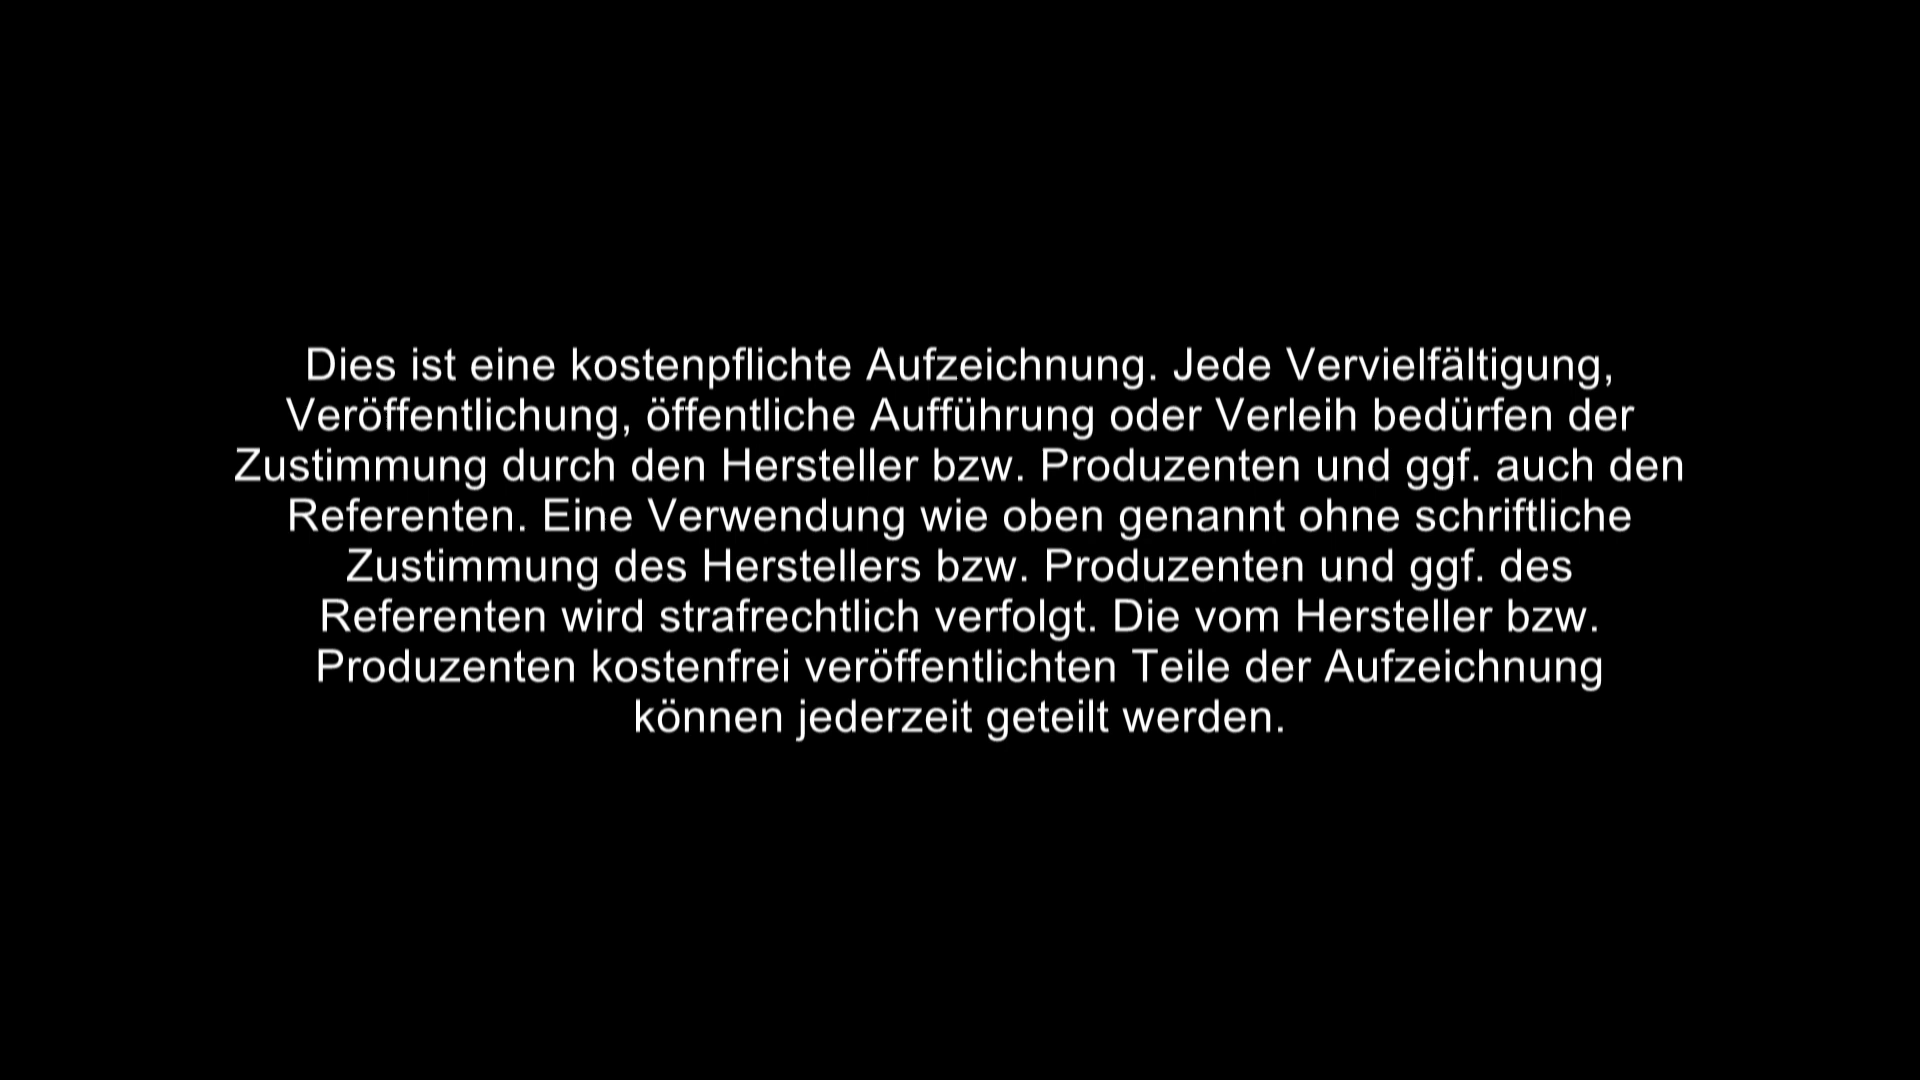 Dies ist eine kostenpflichte Aufzeichnung. Jede Vervielfältigung,
Veröffentlichung, öffentliche Aufführung oder Verleih bedürfen der
Zustimmung durch den Hersteller bzw. Produzenten und ggf. auch den
Referenten. Eine Verwendung wie oben genannt ohne schriftliche
Zustimmung des Herstellers bzw. Produzenten und ggf. des
Referenten wird strafrechtlich verfolgt. Die vom Hersteller bzw.
Produzenten kostenfrei veröffentlichten Teile der Aufzeichnung
können jederzeit geteilt werden.